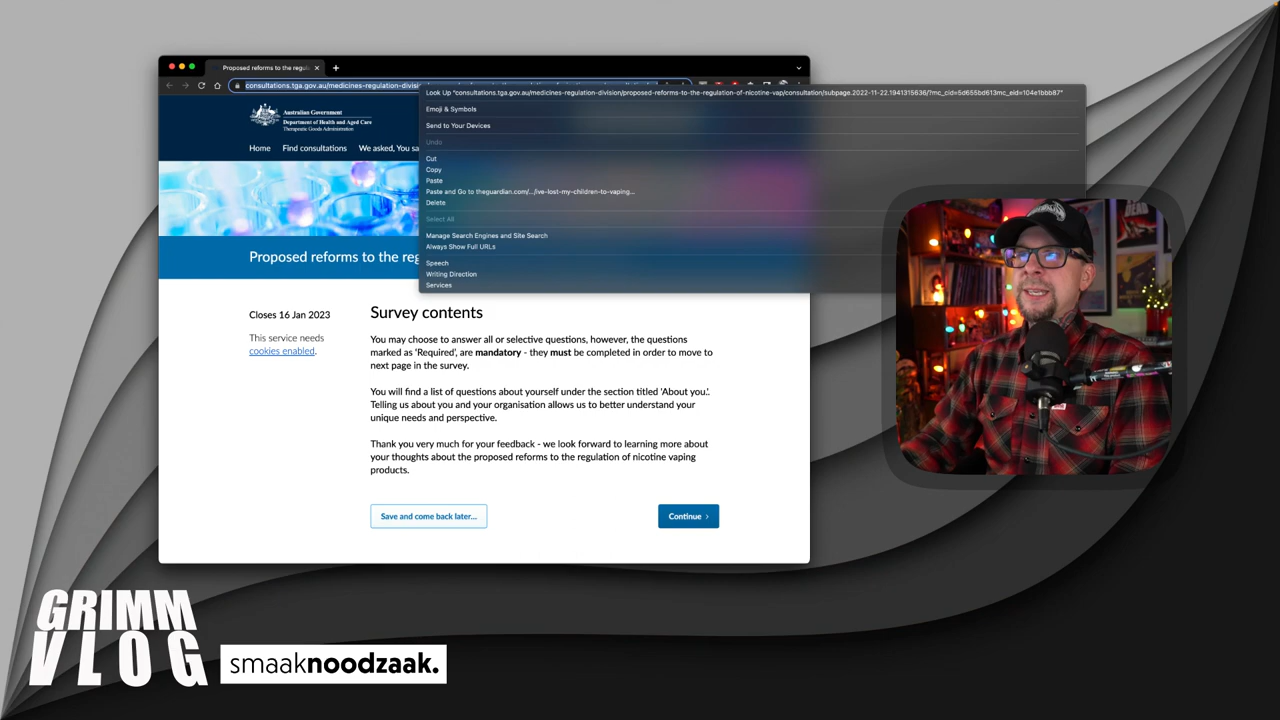 Proposed reforms to the regul
consultations.tga.gov.au/medicines-regulation-divisi
Look Up "consultations.tga.gov.au/medicines-regulation-division/proposed-reforms-to-the-regulation-of-nicotine-vap/consultation/subpage.2022-11-22.1941315636/?mc_cid=5d655bd613mc_eid=104e1bbb87"
Emoji & Symbols
Send to Your Devices
Undo
Cut
Copy
Paste
Paste and Go to theguardian.com/.../ive-lost-my-children-to-vaping...
Delete
Select All
Manage Search Engines and Site Search
Always Show Full URLs
Speech
Writing Direction
Services
Australian Government
Department of Health and Aged Care
Therapeutic Goods Administration
Home Find consultations We asked, You sa
Proposed reforms to the reg
Closes 16 Jan 2023
This service needs
cookies enabled.
Survey contents
You may choose to answer all or selective questions, however, the questions
marked as 'Required', are mandatory - they must be completed in order to move to
next page in the survey.
You will find a list of questions about yourself under the section titled 'About you.'.
Telling us about you and your organisation allows us to better understand your
unique needs and perspective.
Thank you very much for your feedback - we look forward to learning more about
your thoughts about the proposed reforms to the regulation of nicotine vaping
products.
Save and come back later...
Continue
GRIMM
VLOG
smaaknoodzaak.